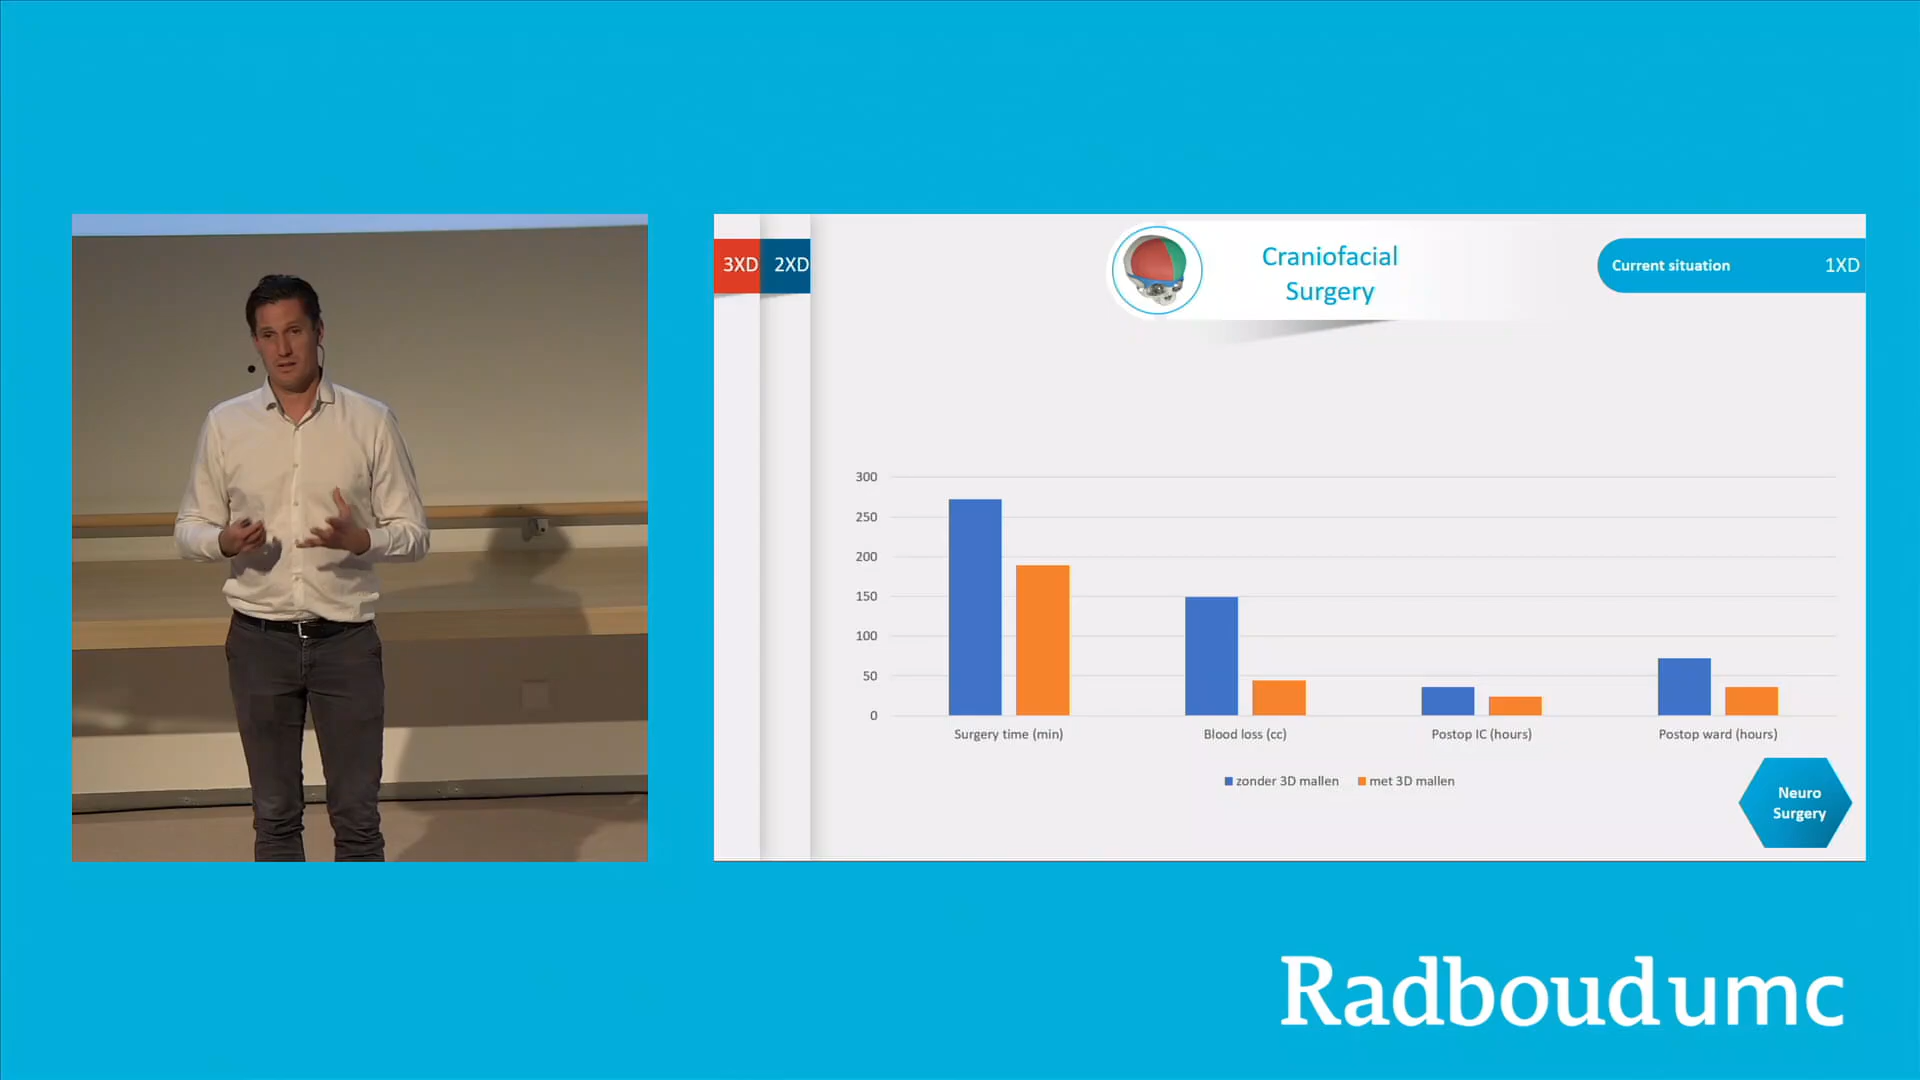 3XD
2XD
Craniofacial
Surgery
Current situation
1XD
300
250
200
150
100
50
0
Surgery time (min)
Blood loss (cc)
Postop IC (hours)
Postop ward (hours)
zonder 3D mallen
met 3D mallen
Neuro
Surgery
Radboudumc